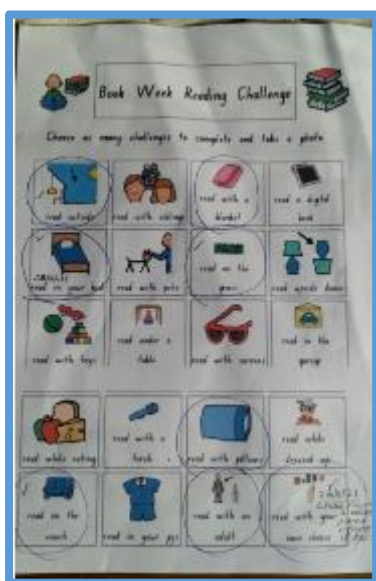 Book Week Reading Challenge
Choose as many challenges to complete and take a photo
read outside
read with siblings
read with a
blanket
read a digital
book
read in your bed
read with pets
read on the
grass
read upside down
read with toys
read under a
table
read with sunnies
read in the
garage
read while eating
read with a
torch
read with pillows
read while
dressed up
read on the
couch
read in your pjs
read with an
adult
read with your
own choice